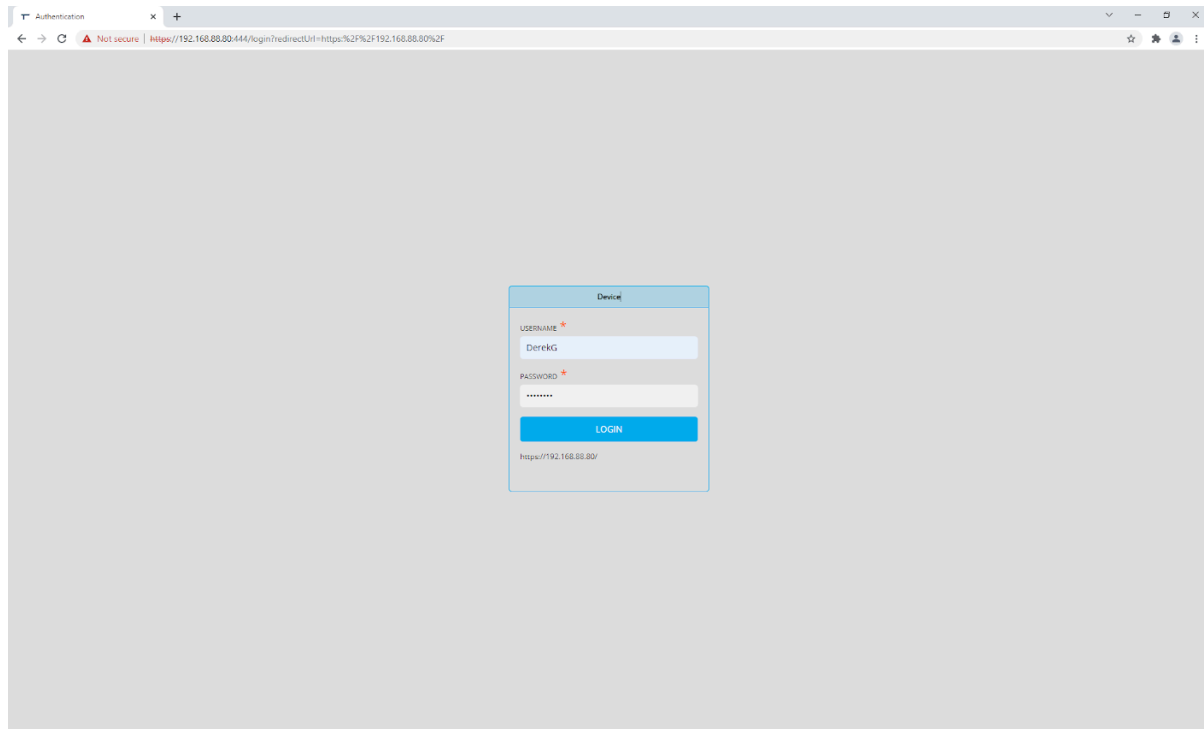 Authentication
Not secure | https://192.168.88.80:444/login?redirectUrl=https:%2F%2F192.168.88.80%2F
Device
USERNAME *
DerekG
PASSWORD *
••••••••
LOGIN
https://192.168.88.80/